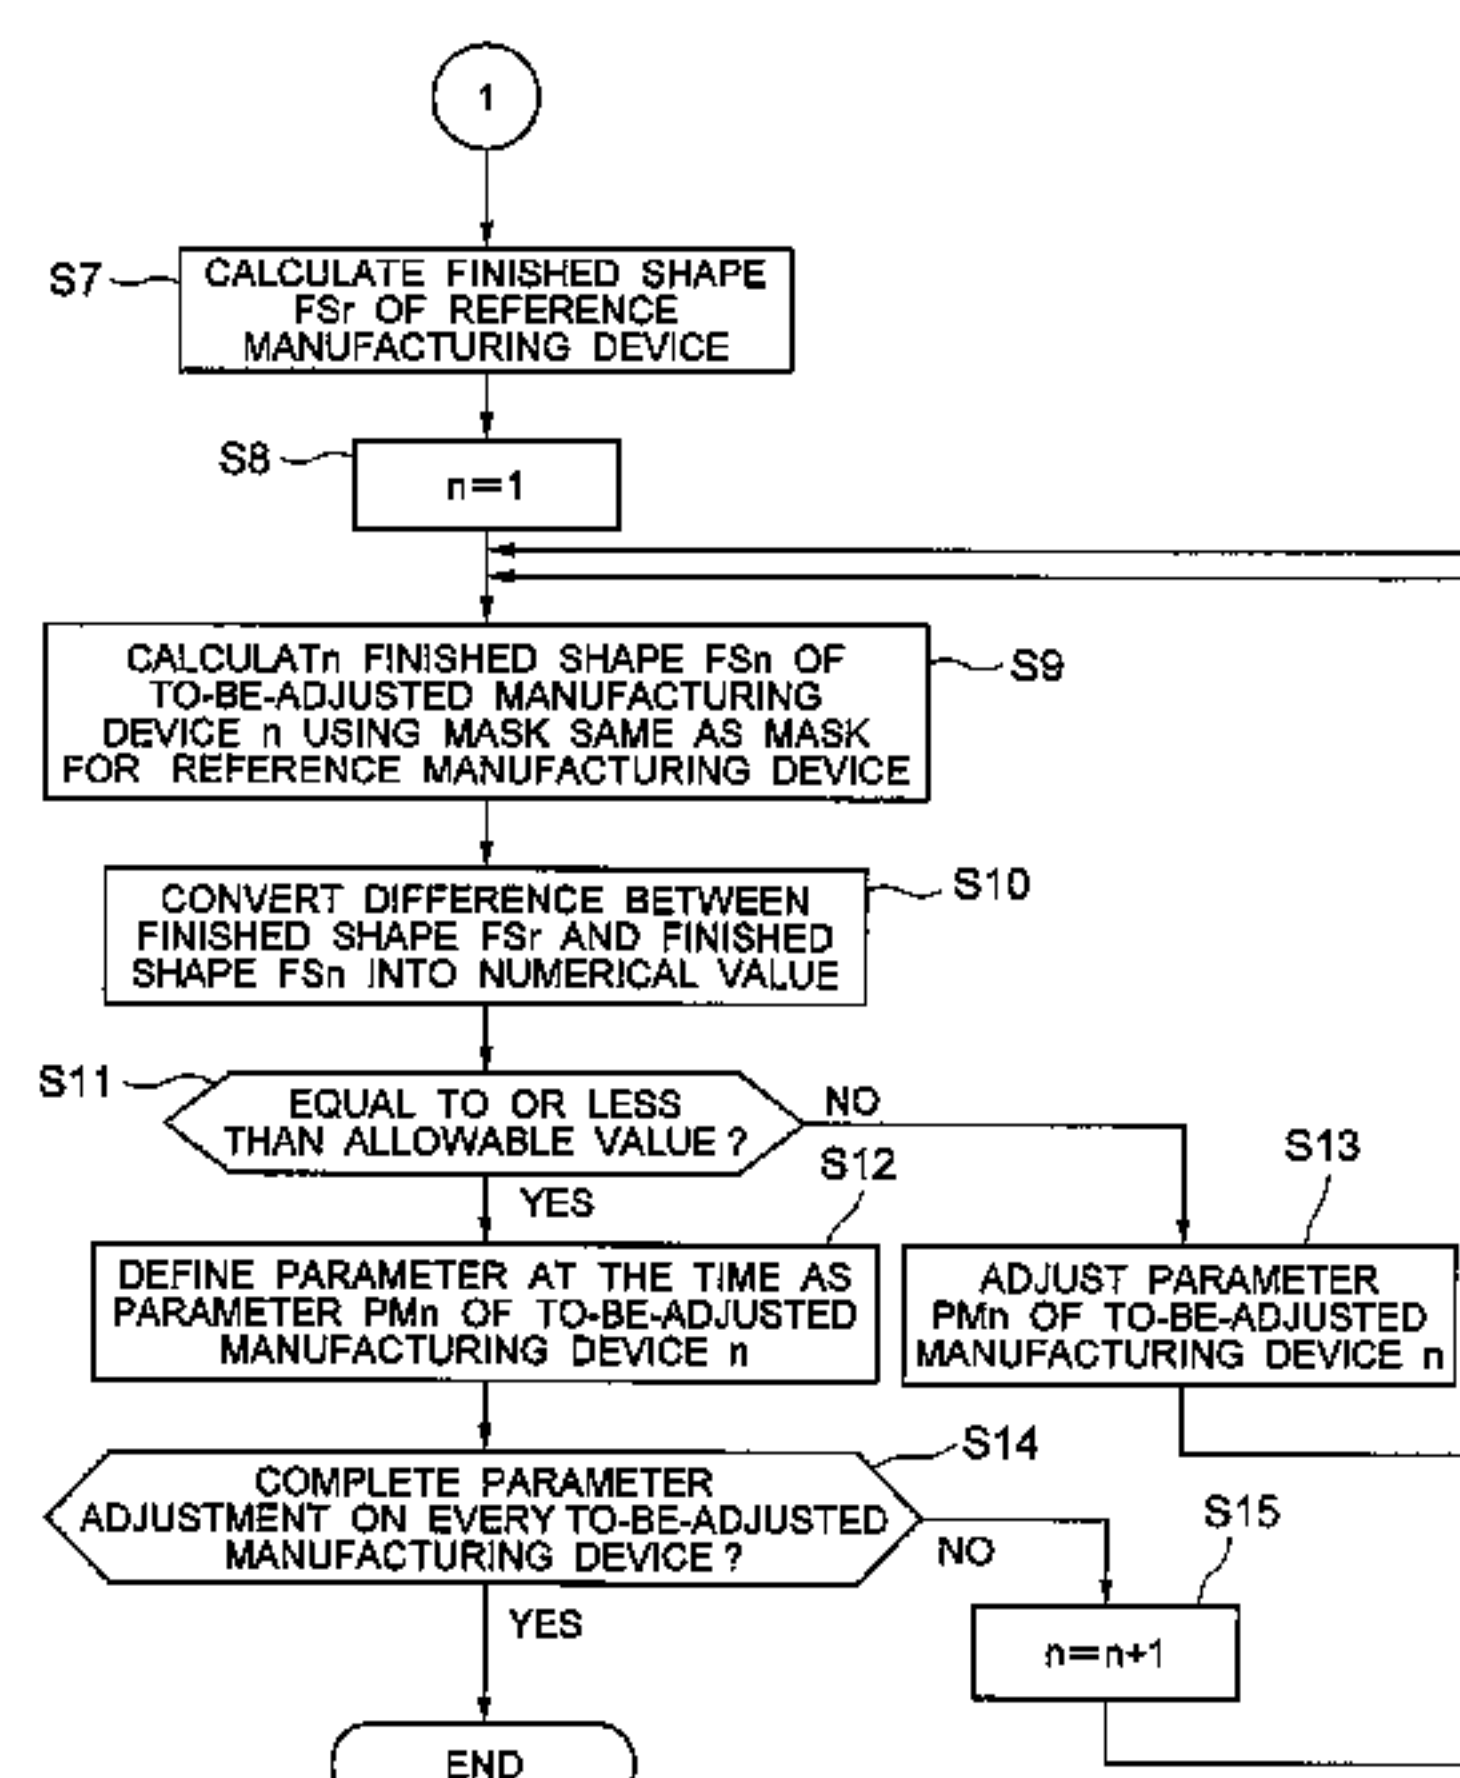 1
S7
CALCULATE FINISHED SHAPE
FSr OF REFERENCE
MANUFACTURING DEVICE
S8
n=1
CALCULATn FINISHED SHAPE FSn OF
TO-BE-ADJUSTED MANUFACTURING
DEVICE n USING MASK SAME AS MASK
FOR REFERENCE MANUFACTURING DEVICE
S9
CONVERT DIFFERENCE BETWEEN
FINISHED SHAPE FSr AND FINISHED
SHAPE FSn INTO NUMERICAL VALUE
S10
S11
EQUAL TO OR LESS
THAN ALLOWABLE VALUE?
NO
YES
S12
DEFINE PARAMETER AT THE TIME AS
PARAMETER PMn OF TO-BE-ADJUSTED
MANUFACTURING DEVICE n
S13
ADJUST PARAMETER
PMn OF TO-BE-ADJUSTED
MANUFACTURING DEVICE n
S14
COMPLETE PARAMETER
ADJUSTMENT ON EVERY TO-BE-ADJUSTED
MANUFACTURING DEVICE?
NO
YES
S15
n=n+1
END